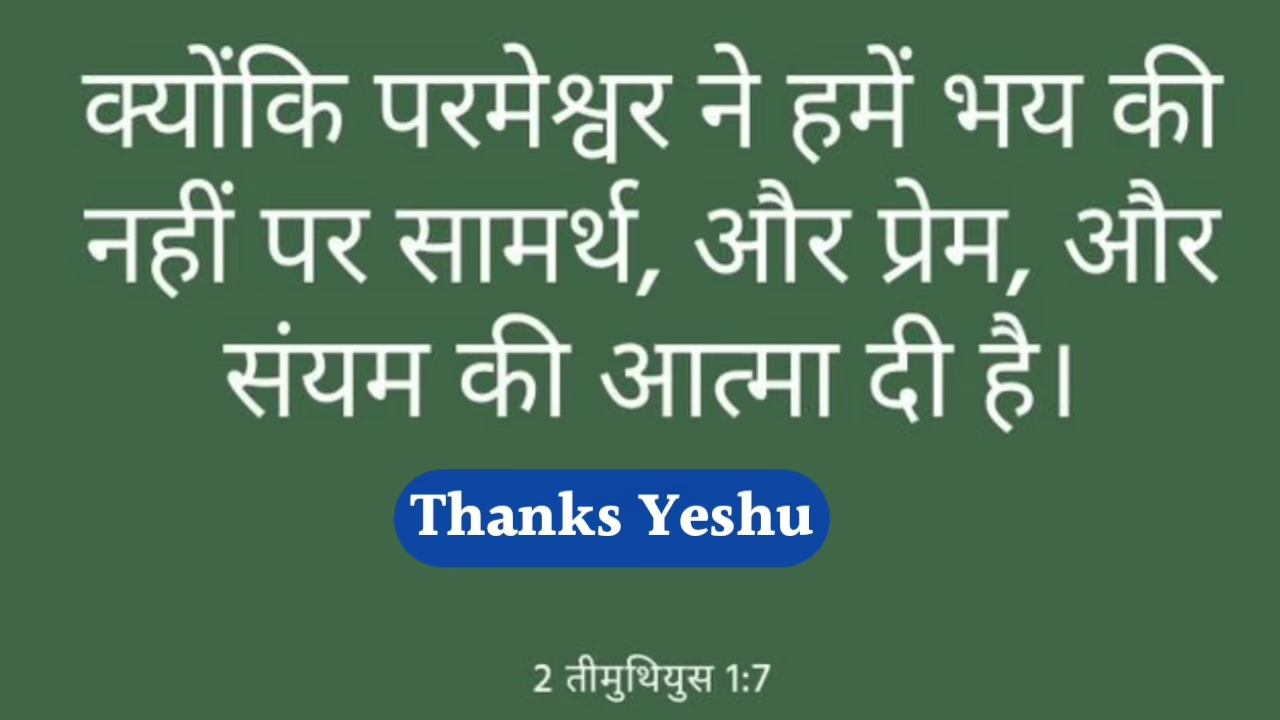 क्योंकि परमेश्वर ने हमें भय की
नहीं पर सामर्थ, और प्रेम, और
संयम की आत्मा दी है।
Thanks Yeshu
2 तीमुथियुस 1:7